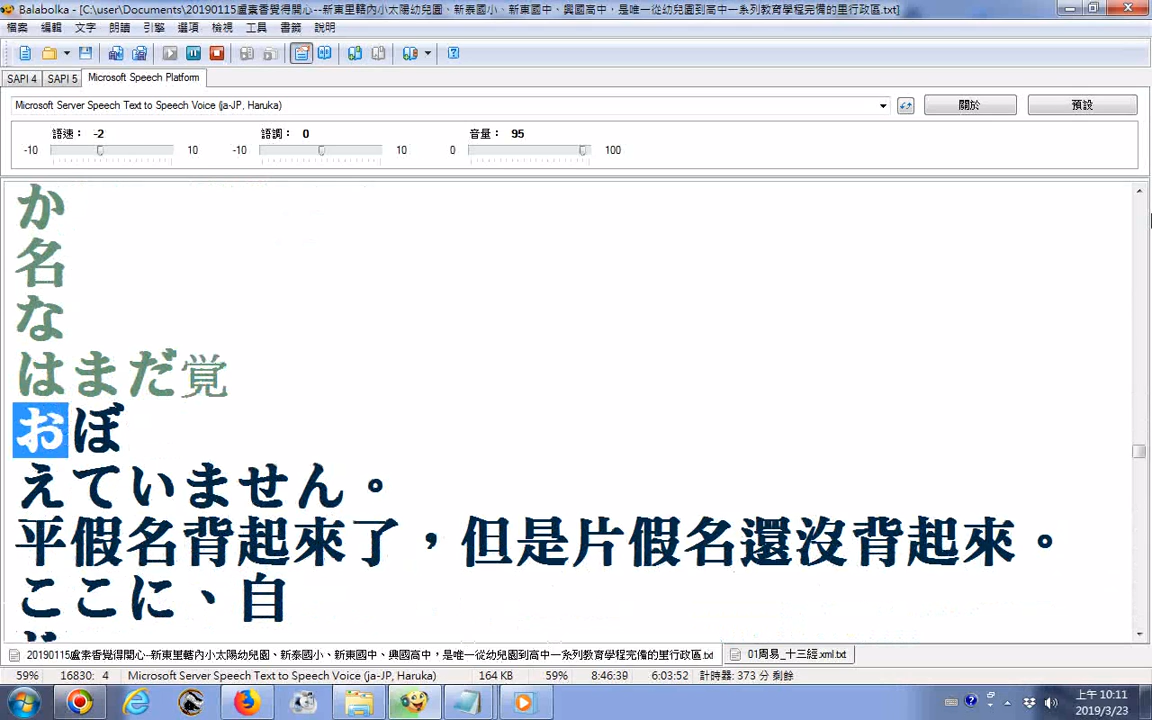 Balabolka - [C:\user\Documents\20190115盧素香覺得開心--新東里轄內小太陽幼兒園、新泰國小、新東國中、興國高中，是唯一從幼兒園到高中一系列教育學程完備的里行政區.txt]
檔案 編輯 文字 朗讀 引擎 選項 檢視 工具 書籤 說明
SAPI 4 SAPI 5 Microsoft Speech Platform
Microsoft Server Speech Text to Speech Voice (ja-JP, Haruka) 關於 預設
語速： -2 語調： 0 音量： 95
-10 10 -10 10 0 100
か
名
な
はまだ覚
おぼ
えていません。
平假名背起來了，但是片假名還沒背起來。
ここに、自
20190115盧素香覺得開心--新東里轄內小太陽幼兒園、新泰國小、新東國中、興國高中，是唯一從幼兒園到高中一系列教育學程完備的里行政區.txt 01周易_十三經.xml.txt
59% 16830: 4 Microsoft Server Speech Text to Speech Voice (ja-JP, Haruka) 164 KB 59% 8:46:39 6:03:52 計時器: 373 分 剩餘
上午 10:11
2019/3/23